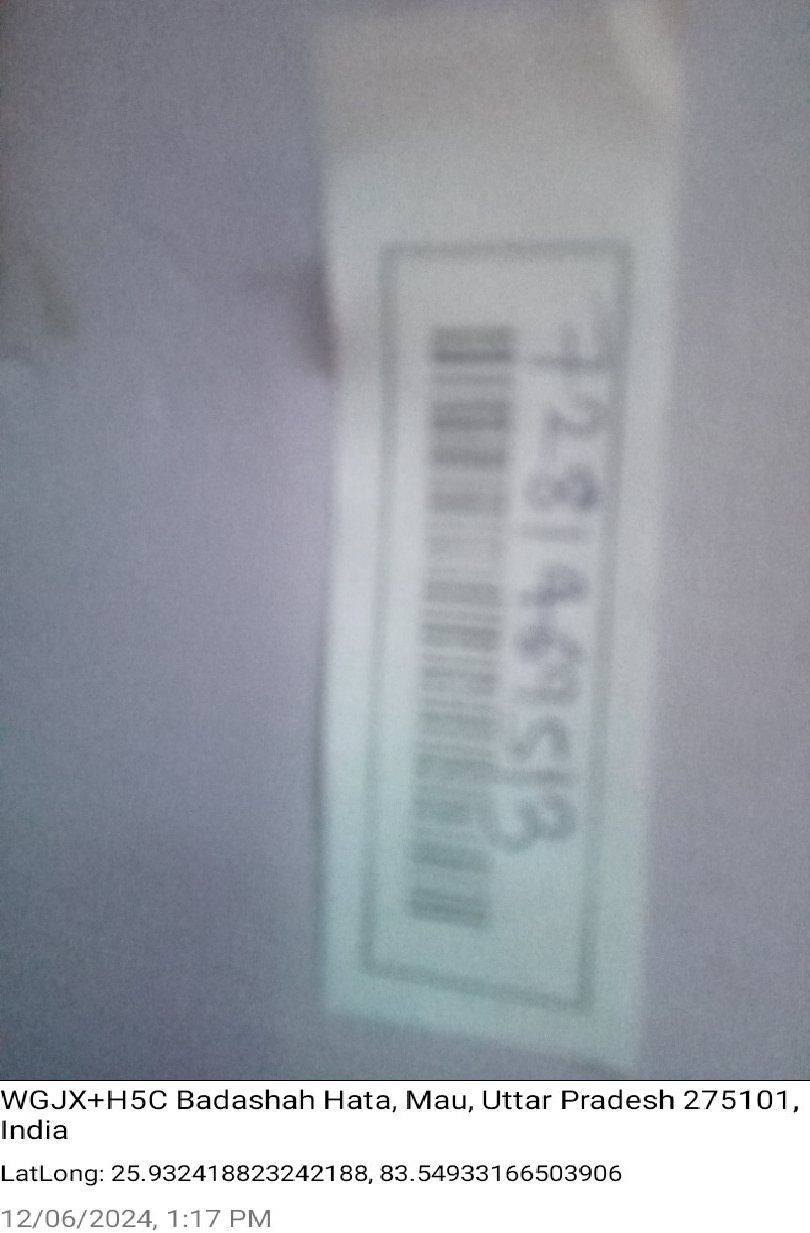 7281469513
WGJX+H5C Badashah Hata, Mau, Uttar Pradesh 275101,
India
LatLong: 25.932418823242188, 83.54933166503906
12/06/2024, 1:17 PM